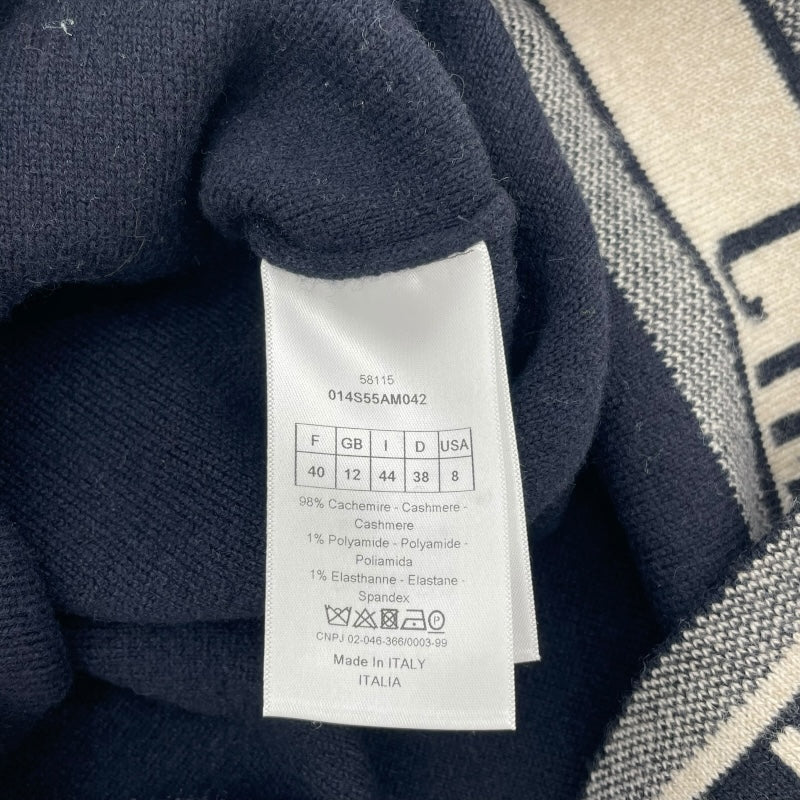 58115
014S55AM042
F GB I D USA
40 12 44 38 8
98% Cachemire - Cashmere -
Cashmere
1% Polyamide - Polyamide -
Poliamida
1% Elasthanne - Elastane -
Spandex
CNPJ 02-046-366/0003-99
Made In ITALY
ITALIA